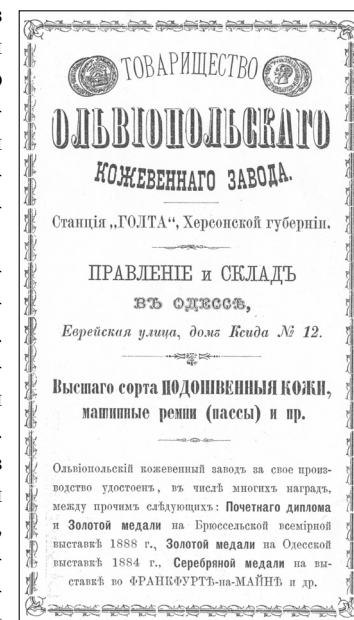 ТОВАРИЩЕСТВО
ОЛЬВІОПОЛЬСКАГО
КОЖЕВЕННАГО ЗАВОДА.
Станція „ГОЛТА“, Херсонской губерніи.
ПРАВЛЕНІЕ и СКЛАДЪ
ВЪ ОДЕССѢ,
Еврейская улица, домъ Ксида № 12.
Высшаго сорта ПОДОШВЕННЫЯ КОЖИ,
машинные ремни (пассы) и пр.
Ольвіопольскій кожевенный заводъ за свое произ-
водство удостоенъ, въ числѣ многихъ наградъ,
между прочимъ слѣдующихъ: Почетнаго диплома
и Золотой медали на Брюссельской всемірной
выставкѣ 1888 г., Золотой медали на Одесской
выставкѣ 1884 г., Серебряной медали на вы-
ставкѣ во ФРАНКФУРТѢ-на-МАЙНѢ и др.